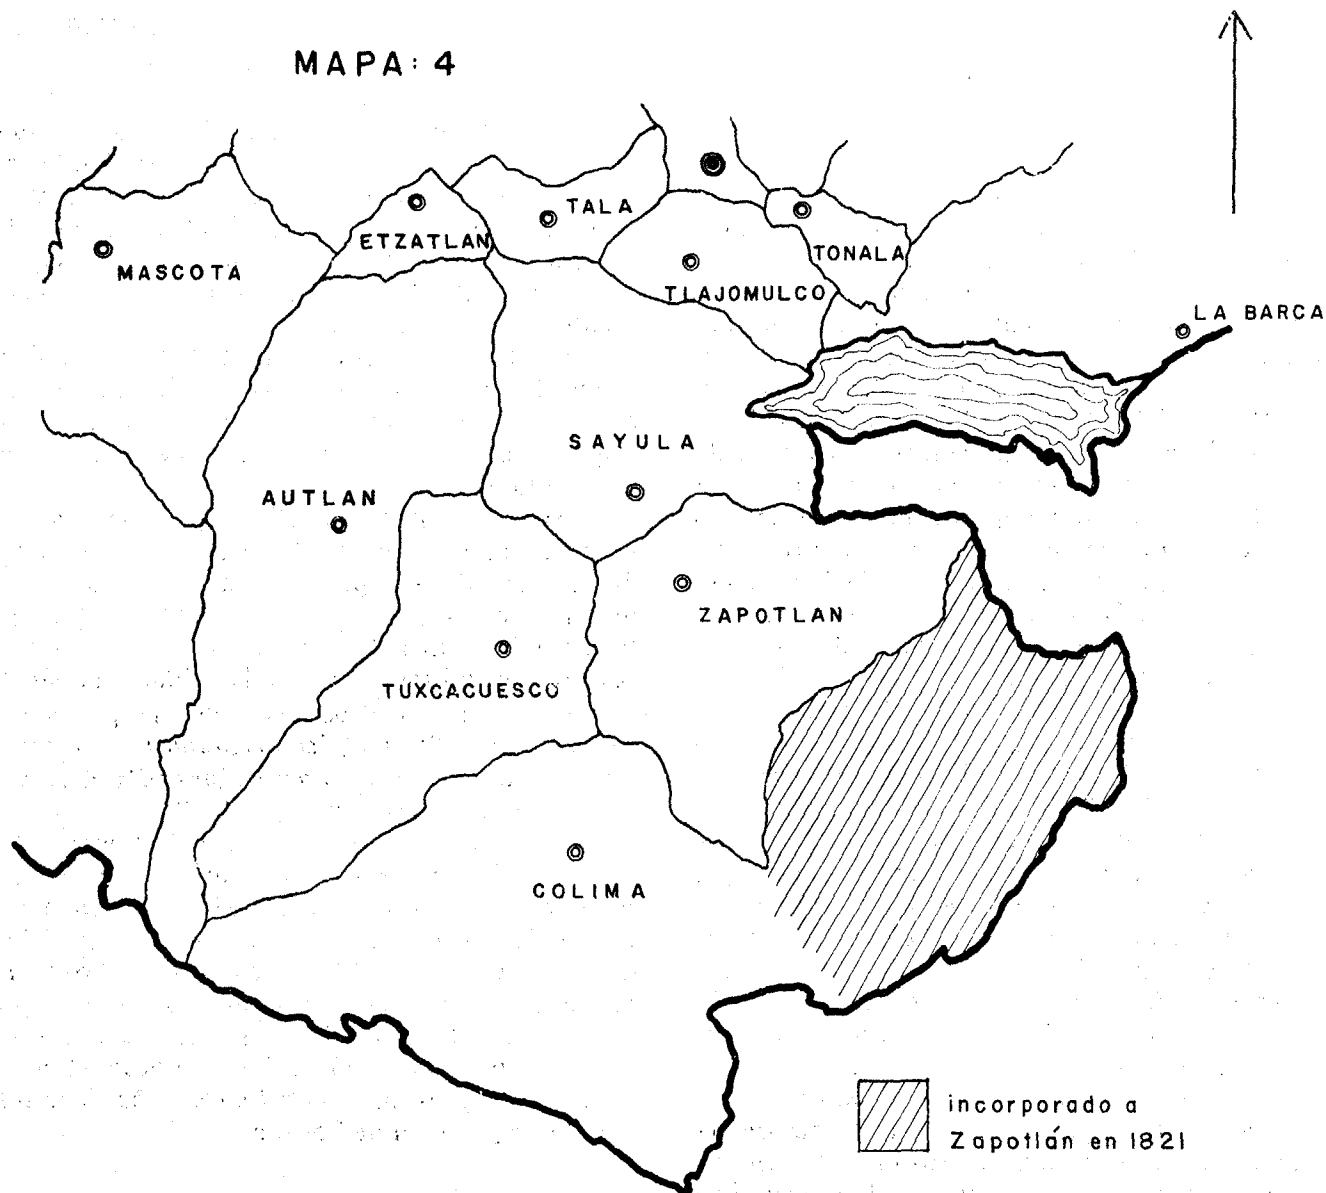 MAPA: 4
TALA
ETZATLAN
TONALA
MASCOTA
TLAJOMULCO
LA BARCA
SAYULA
AUTLAN
ZAPOTLAN
TUXCACUESCO
COLIMA
incorporado a
Zapotlán en 1821